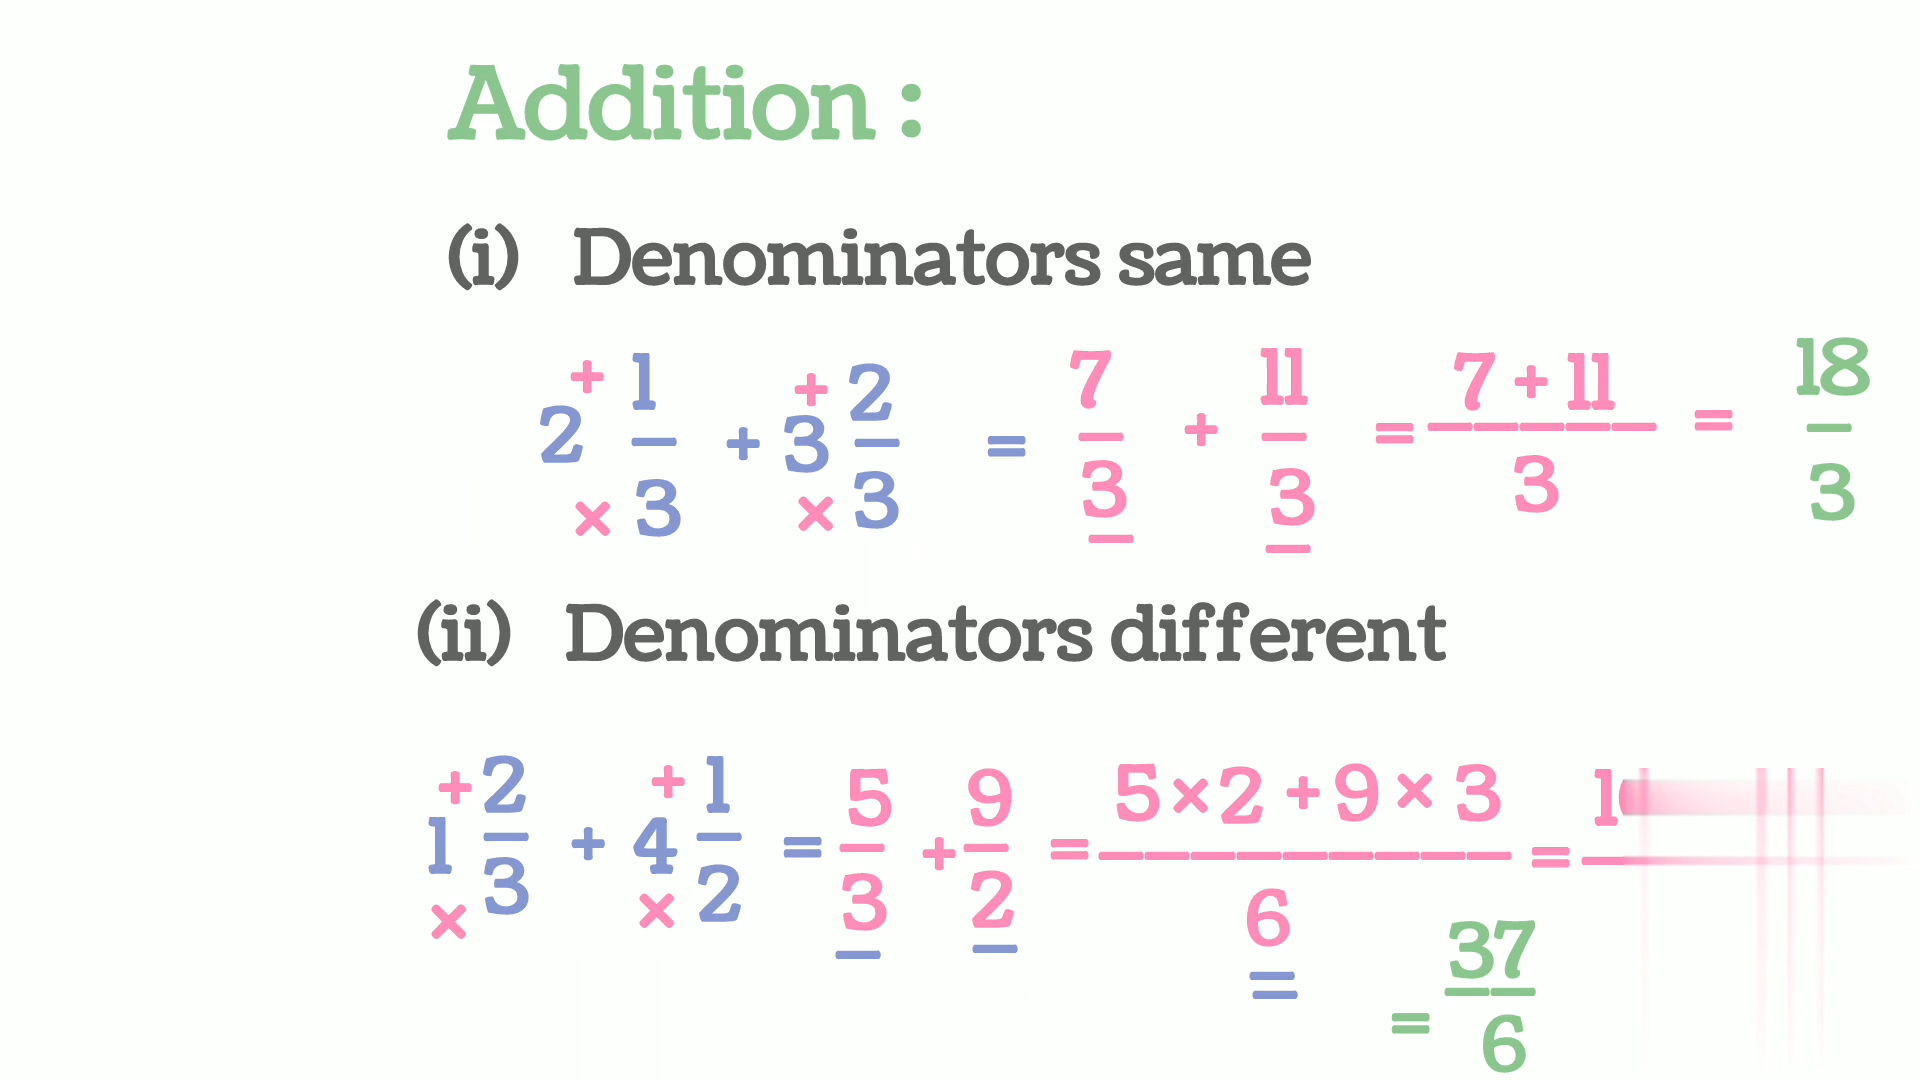 Addition :
(i) Denominators same
2 + 1/3 × + 3 + 2/3 × = 7/3 + 11/3 = 7 + 11/3 = 18/3
(ii) Denominators different
1 + 2/3 × + 4 + 1/2 × = 5/3 + 9/2 = 5 × 2 + 9 × 3/6 =
= 37/6